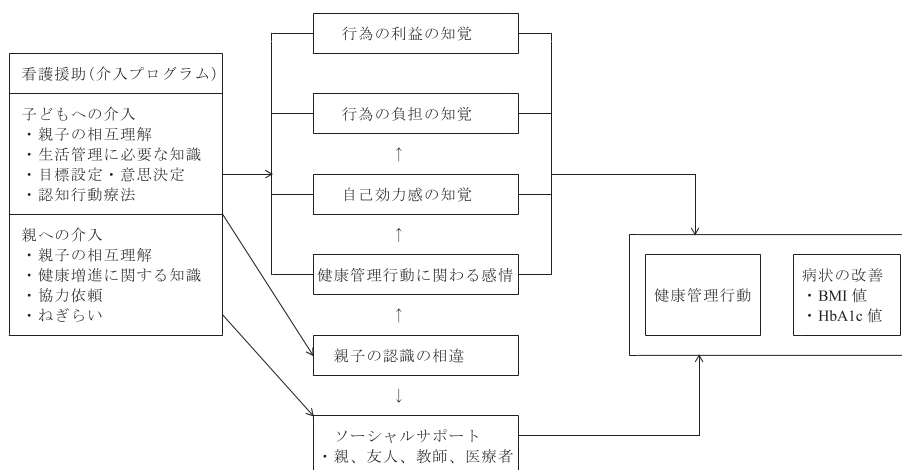 看護援助(介入プログラム)
子どもへの介入
・親子の相互理解
・生活管理に必要な知識
・目標設定・意思決定
・認知行動療法
親への介入
・親子の相互理解
・健康増進に関する知識
・協力依頼
・ねぎらい
行為の利益の知覚
行為の負担の知覚
↑
自己効力感の知覚
↑
健康管理行動に関わる感情
↑
親子の認識の相違
↓
ソーシャルサポート
・親、友人、教師、医療者
健康管理行動
病状の改善
・BMI 値
・HbA1c 値